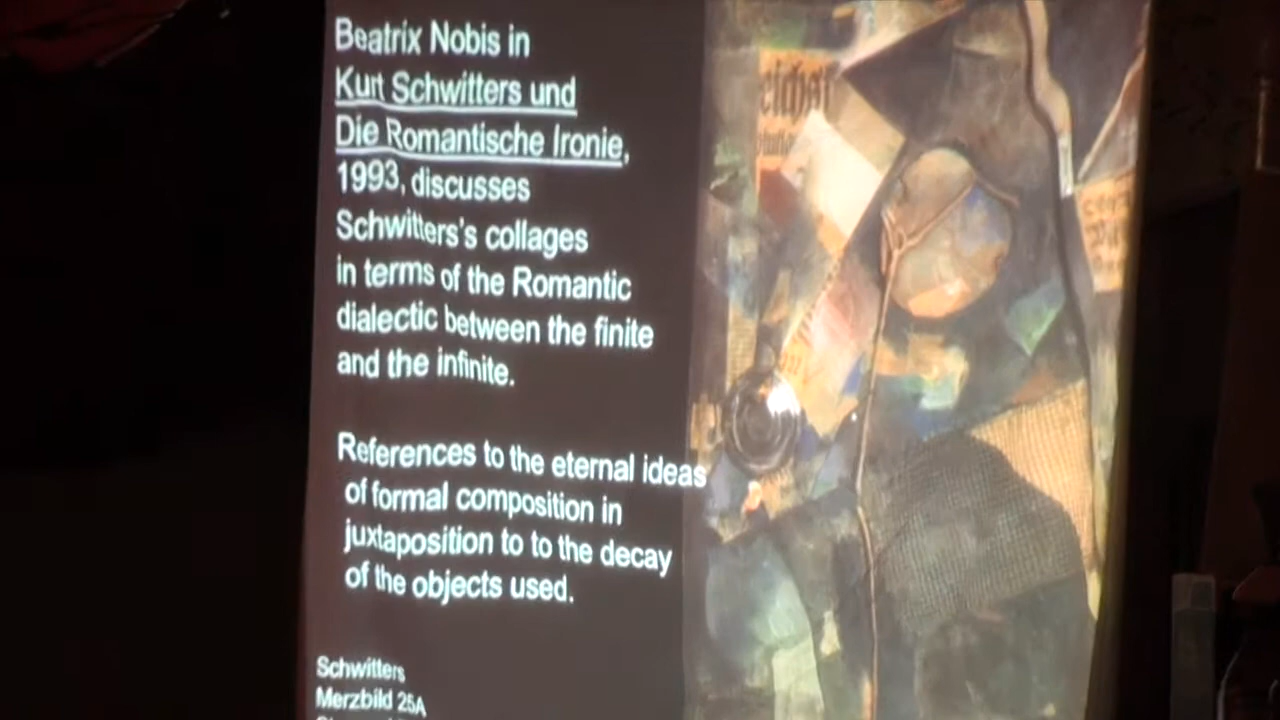 Beatrix Nobis in
Kurt Schwitters und
Die Romantische Ironie,
1993, discusses
Schwitters's collages
in terms of the Romantic
dialectic between the finite
and the infinite.
References to the eternal ideas
of formal composition in
juxtaposition to to the decay
of the objects used.
Schwitters
Merzbild 25A